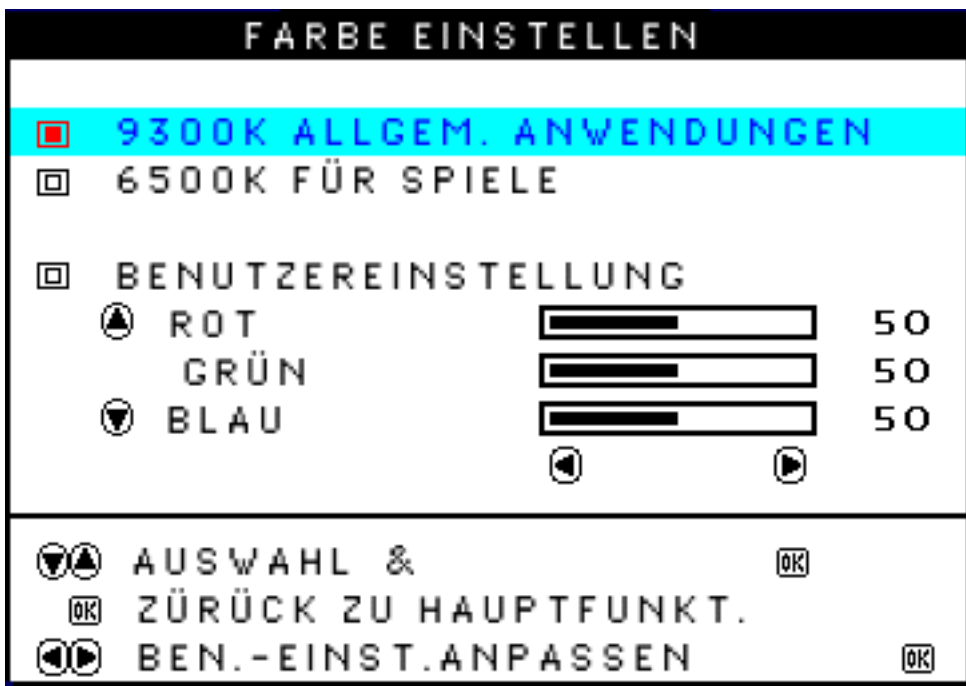 FARBE EINSTELLEN
9300K ALLGEM. ANWENDUNGEN
6500K FÜR SPIELE
BENUTZEREINSTELLUNG
ROT 50
GRÜN 50
BLAU 50
AUSWAHL & OK
OK ZÜRÜCK ZU HAUPTFUNKT.
BEN.-EINST.ANPASSEN OK